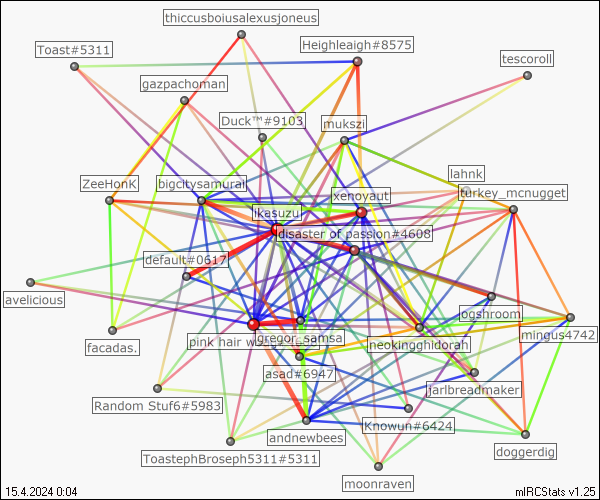 thiccusboiusalexusjoneus
Heighleaigh#8575
Toast#5311
tescoroll
gazpachoman
Duck™#9103
mukszi
lahnk
ZeeHonK
bigcitysamurai
xenoyaut
turkey_mcnugget
ikasuzu
disaster of passion#4608
default#0617
avelicious
ogshroom
facadas.
pink hair w
gregor_samsa
neokingghidorah
mingus4742
asad#6947
jarlbreadmaker
Random Stuf6#5983
Knowun#6424
andnewbees
doggerdig
ToastephBroseph5311#5311
moonraven
15.4.2024 0:04
mIRCStats v1.25